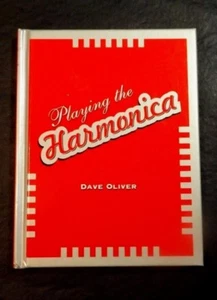 Playing the
Harmonica
DAVE OLIVER